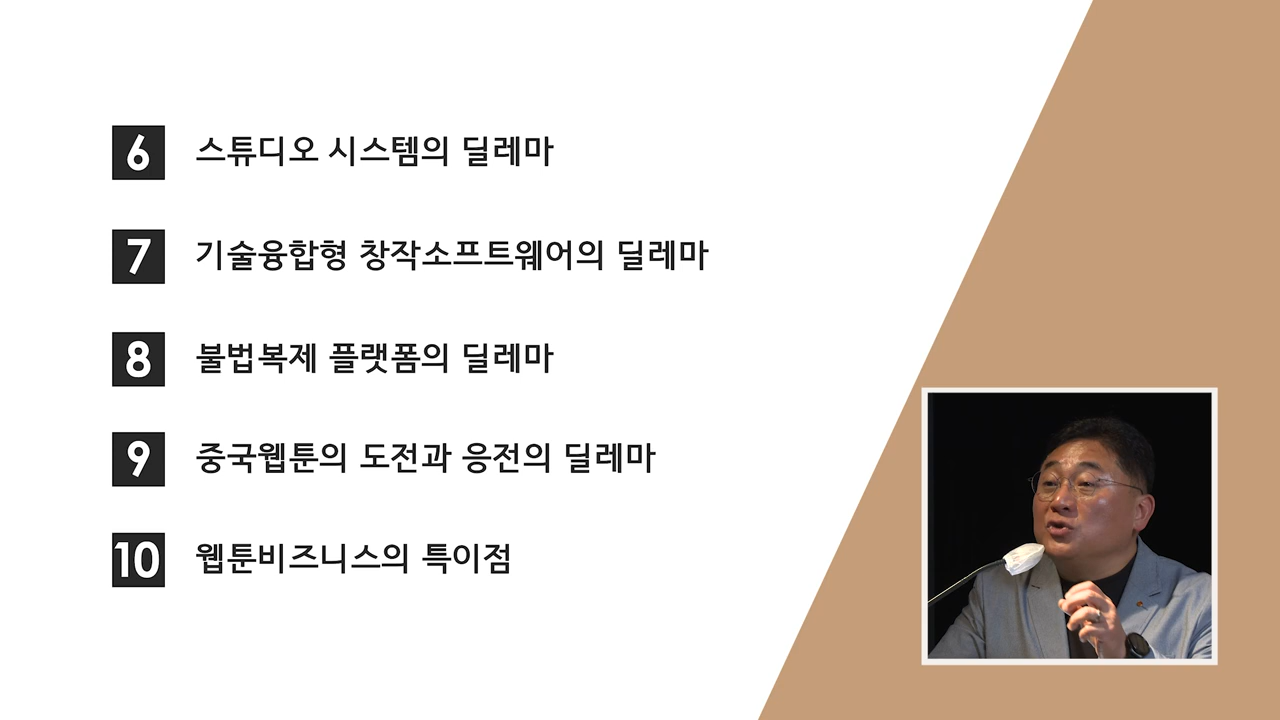 6 스튜디오 시스템의 딜레마
7 기술융합형 창작소프트웨어의 딜레마
8 불법복제 플랫폼의 딜레마
9 중국웹툰의 도전과 응전의 딜레마
10 웹툰비즈니스의 특이점